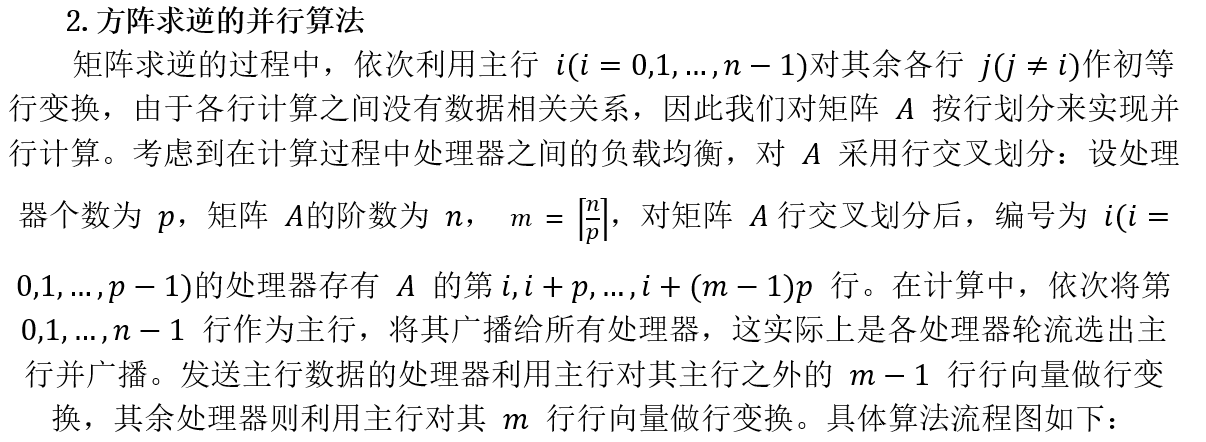 2. 方阵求逆的并行算法
矩阵求逆的过程中，依次利用主行 i(i = 0,1, … , n − 1)对其余各行 j(j ≠ i)作初等
行变换，由于各行计算之间没有数据相关关系，因此我们对矩阵 A 按行划分来实现并
行计算。考虑到在计算过程中处理器之间的负载均衡，对 A 采用行交叉划分：设处理
器个数为 p，矩阵 A的阶数为 n， m = ⌈n/p⌉，对矩阵 A 行交叉划分后，编号为 i(i =
0,1, … , p − 1)的处理器存有 A 的第 i, i + p, … , i + (m − 1)p 行。在计算中，依次将第
0,1, … , n − 1 行作为主行，将其广播给所有处理器，这实际上是各处理器轮流选出主
行并广播。发送主行数据的处理器利用主行对其主行之外的 m − 1 行行向量做行变
换，其余处理器则利用主行对其 m 行行向量做行变换。具体算法流程图如下：